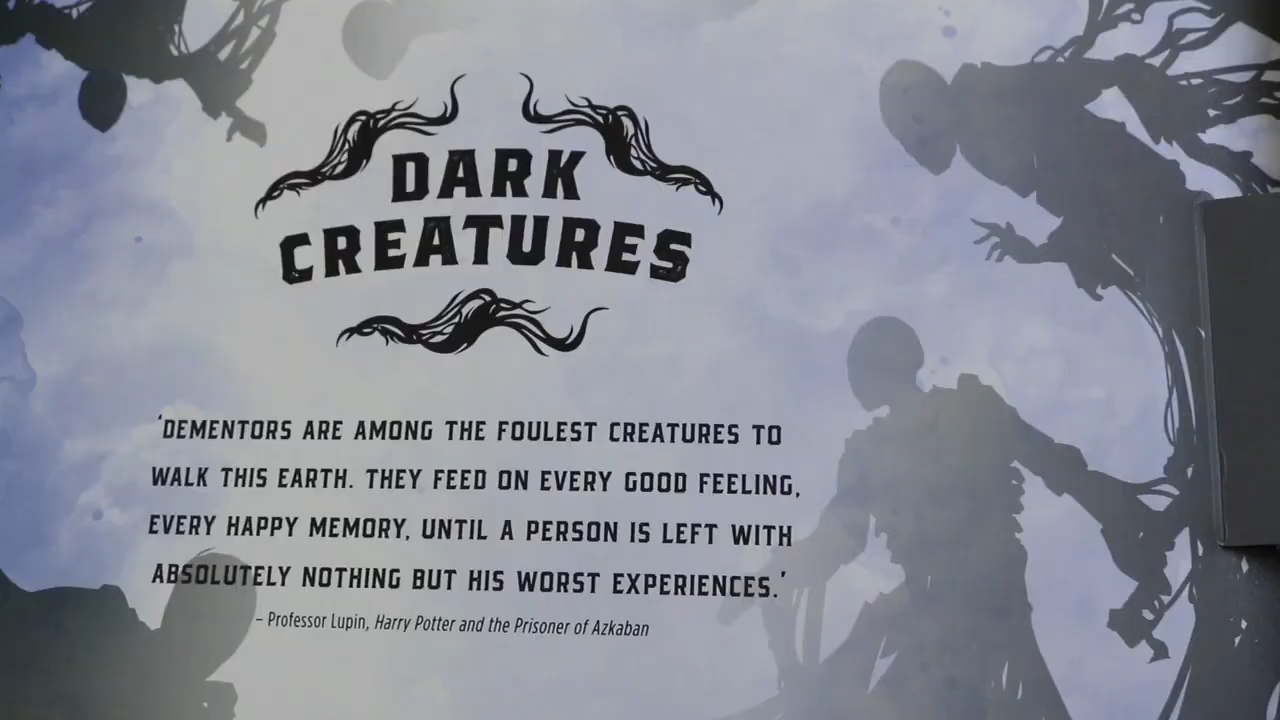 DARK
CREATURES
'DEMENTORS ARE AMONG THE FOULEST CREATURES TO
WALK THIS EARTH. THEY FEED ON EVERY GOOD FEELING,
EVERY HAPPY MEMORY, UNTIL A PERSON IS LEFT WITH
ABSOLUTELY NOTHING BUT HIS WORST EXPERIENCES.'
– Professor Lupin, Harry Potter and the Prisoner of Azkaban